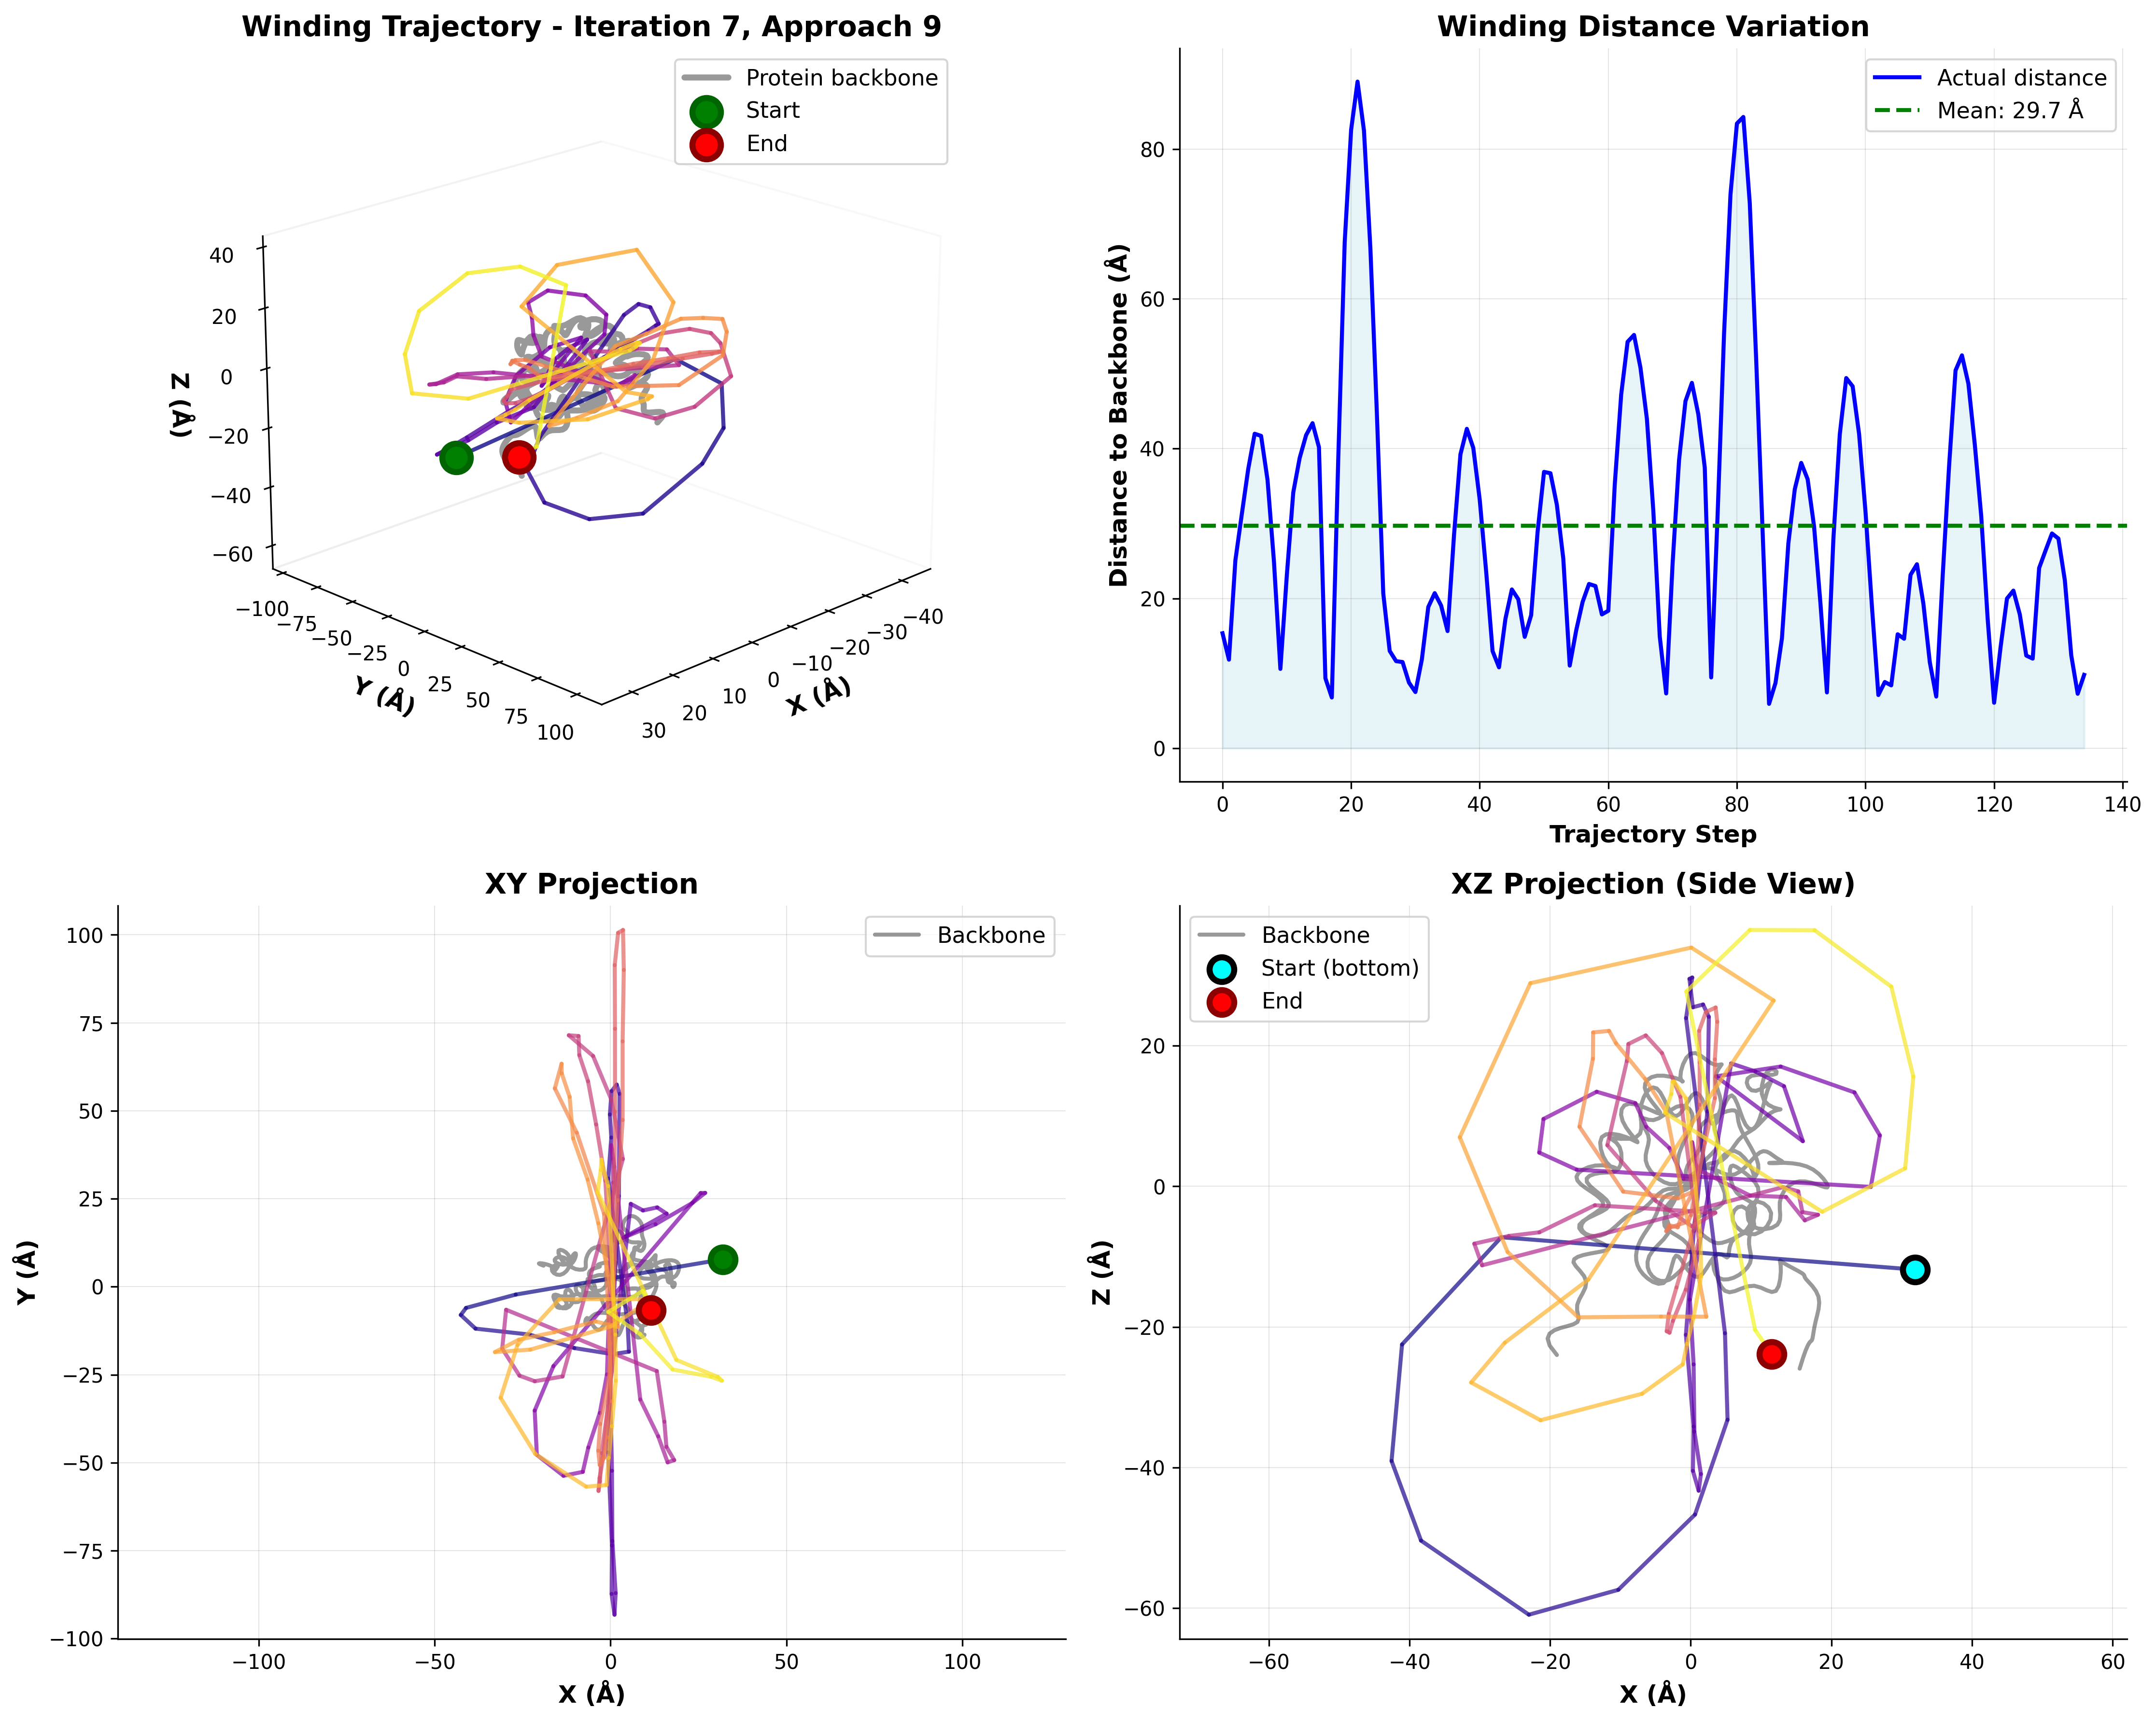 Winding Trajectory - Iteration 7, Approach 9
Protein backbone
Start
End
40
20
0
−20
−40
−60
Z (Å)
−100
−75
−50
−25
0
25
50
75
100
Y (Å)
30
20
10
0
−10
−20
−30
−40
X (Å)
Winding Distance Variation
Actual distance
Mean: 29.7 Å
Distance to Backbone (Å)
80
60
40
20
0
0 20 40 60 80 100 120 140
Trajectory Step
XY Projection
Backbone
Y (Å)
100
75
50
25
0
−25
−50
−75
−100
−100 −50 0 50 100
X (Å)
XZ Projection (Side View)
Backbone
Start (bottom)
End
Z (Å)
20
0
−20
−40
−60
−60 −40 −20 0 20 40 60
X (Å)